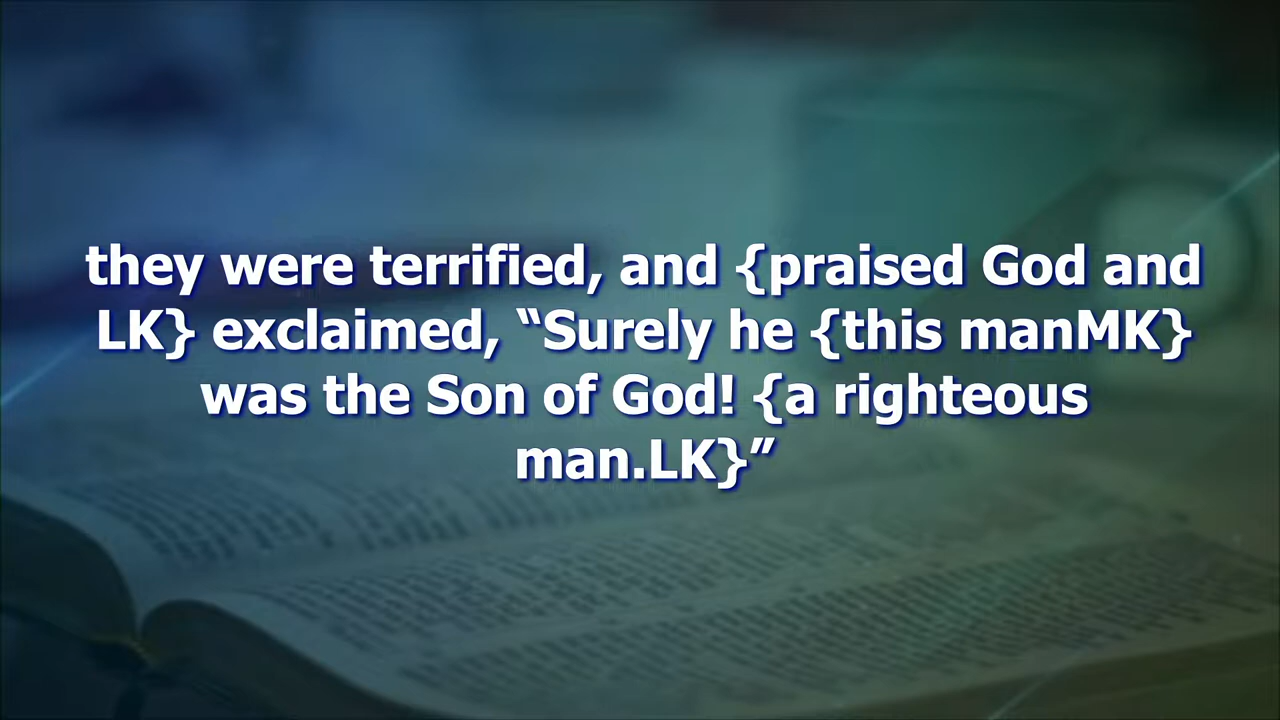 they were terrified, and {praised God and
LK} exclaimed, “Surely he {this manMK}
was the Son of God! {a righteous
man.LK}”